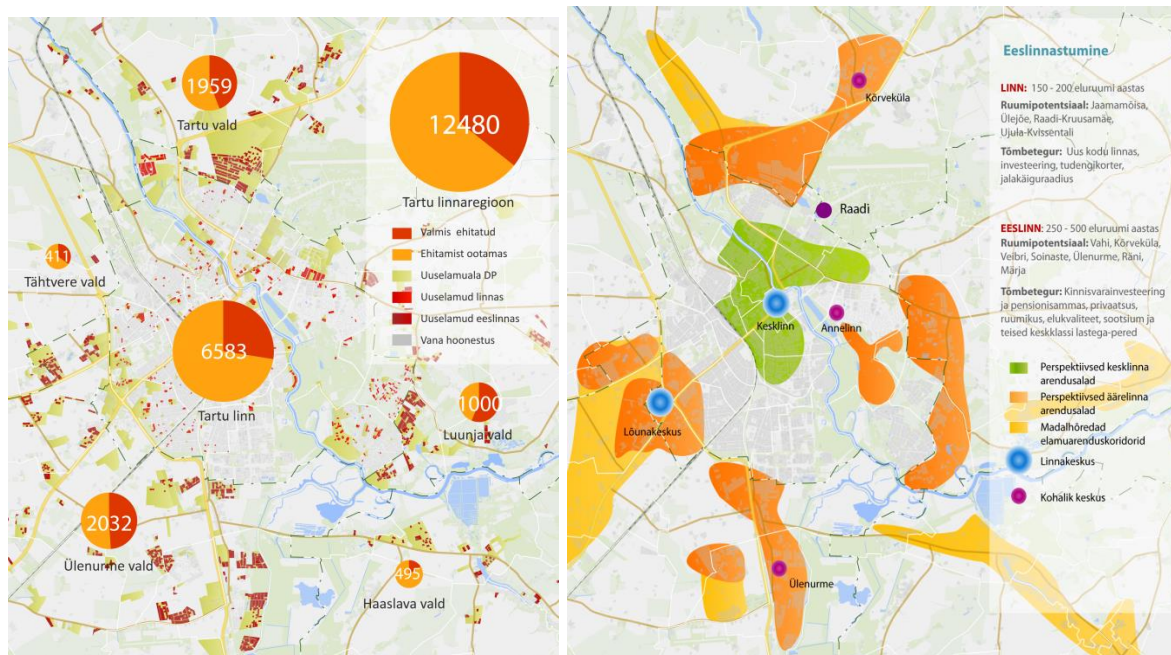 1959
Tartu vald
12480
Tartu linnaregioon
Valmis ehitatud
Ehitamist ootamas
Uuselamuala DP
Uuselamud linnas
Uuselamud eeslinnas
Vana hoonestus
411
Tähtvere vald
6583
Tartu linn
1000
Luunja vald
2032
Ülenurme vald
495
Haaslava vald
Kõrveküla
Raadi
Kesklinn
Annelinn
Lõunakeskus
Ülenurme
Eeslinnastumine
LINN: 150 - 200 eluruumi aastas
Ruumipotentsiaal: Jaamamõisa,
Ülejõe, Raadi-Kruusamäe,
Ujula-Kvissentali
Tõmbetegur: Uus kodu linnas,
investeering, tudengikorter,
jalakäiguraadius
EESLINN: 250 - 500 eluruumi aastas
Ruumipotentsiaal: Vahi, Kõrveküla,
Veibri, Soinaste, Ülenurme, Räni,
Märja
Tõmbetegur: Kinnisvarainvesteering
ja pensionisammas, privaatsus,
ruumikus, elukvaliteet, sootsium ja
teised keskklassi lastega-pered
Perspektiivsed kesklinna
arendusalad
Perspektiivsed äärelinna
arendusalad
Madalhõredad
elamuarenduskoridorid
Linnakeskus
Kohalik keskus